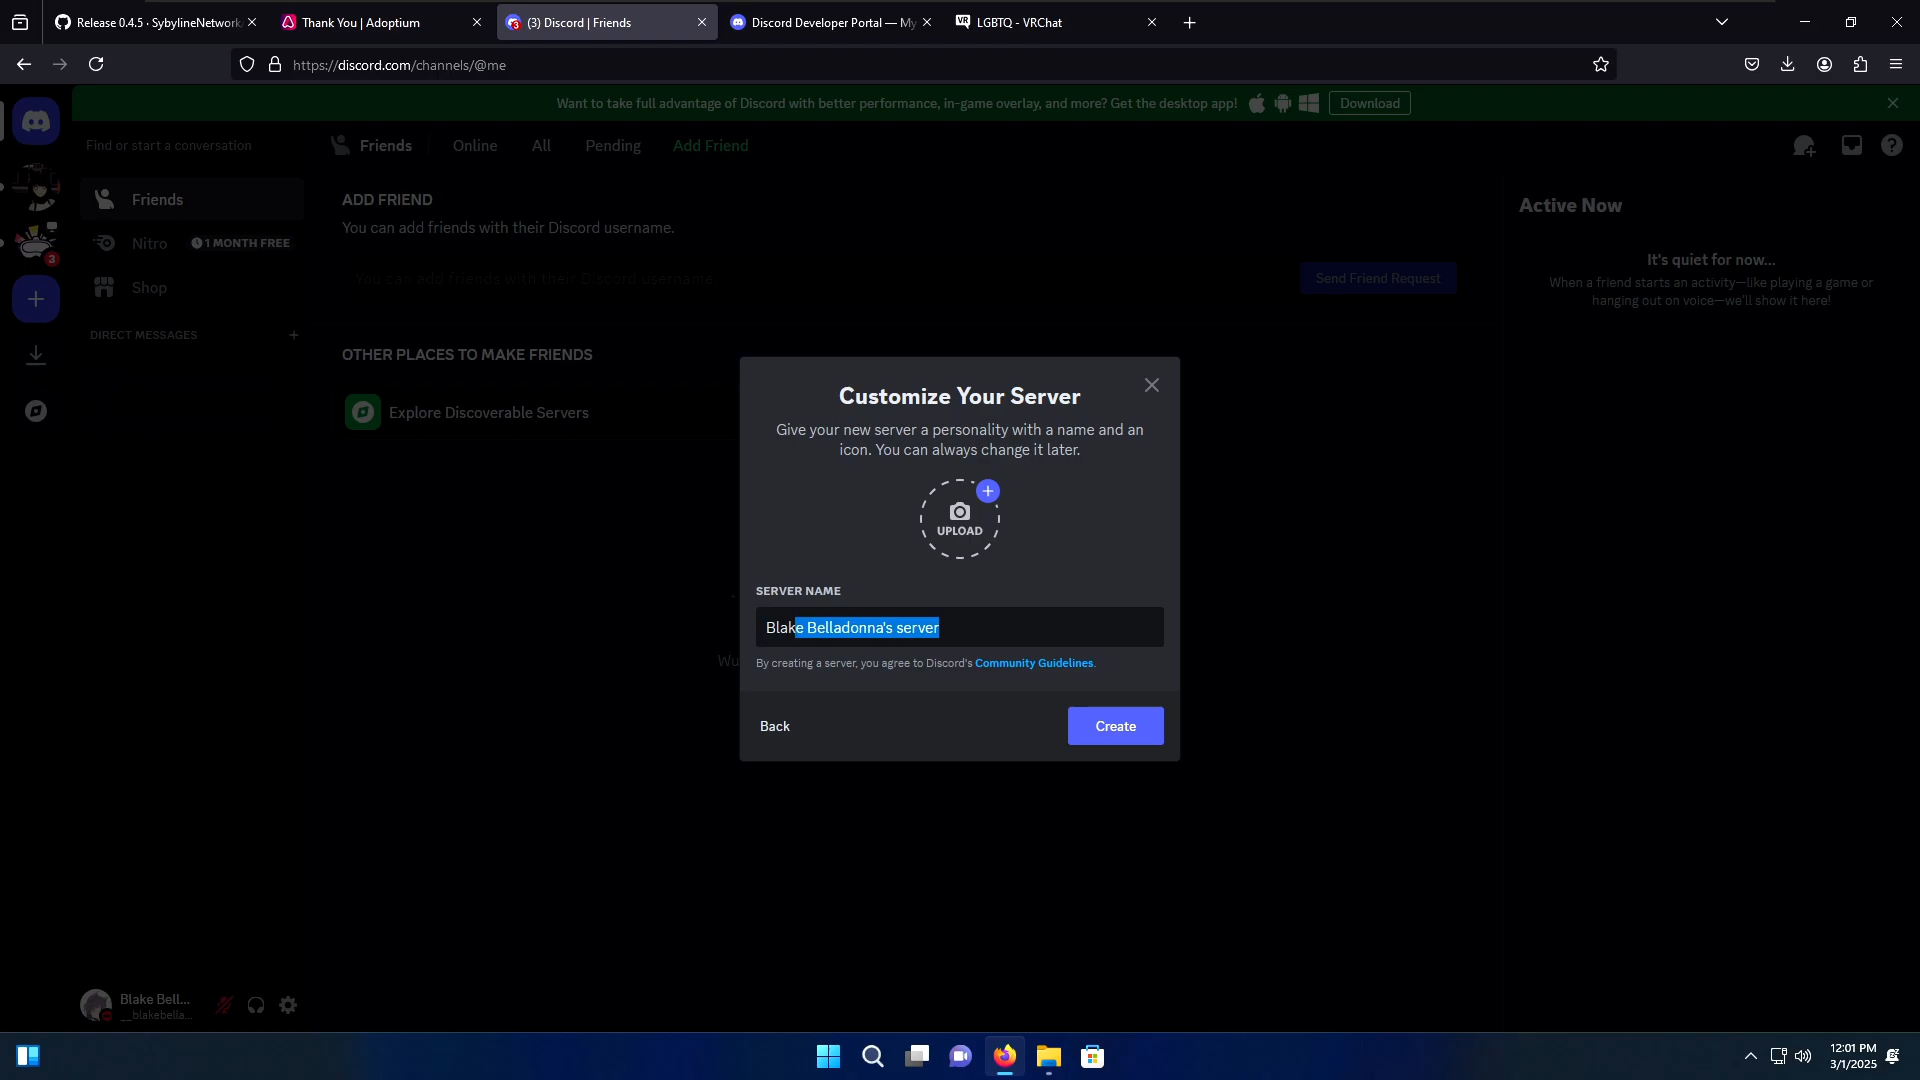 Release 0.4.5 · SybylineNetwork
Thank You | Adoptium
(3) Discord | Friends
Discord Developer Portal — My
LGBTQ - VRChat
https://discord.com/channels/@me
Want to take full advantage of Discord with better performance, in-game overlay, and more? Get the desktop app!
Download
Find or start a conversation
Friends
Online
All
Pending
Add Friend
Friends
Nitro
1 MONTH FREE
Shop
DIRECT MESSAGES
3
ADD FRIEND
You can add friends with their Discord username.
You can add friends with their Discord username.
Send Friend Request
OTHER PLACES TO MAKE FRIENDS
Explore Discoverable Servers
Active Now
It's quiet for now...
When a friend starts an activity—like playing a game or
hanging out on voice—we'll show it here!
Customize Your Server
Give your new server a personality with a name and an
icon. You can always change it later.
UPLOAD
SERVER NAME
Blake Belladonna's server
By creating a server, you agree to Discord's Community Guidelines.
Back
Create
Wu
Blake Bell...
__blakebella...
12:01 PM
3/1/2025